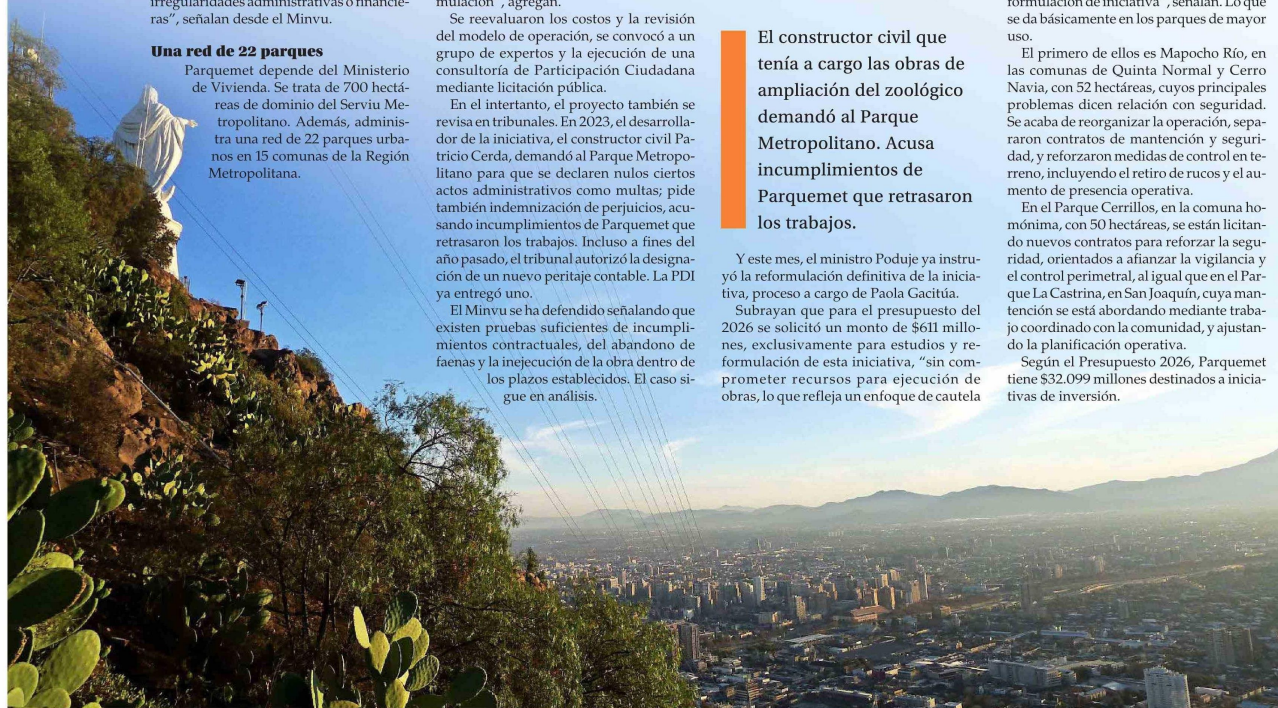 irregularidades administrativas o financie-
ras”, señalan desde el Minvu.
Una red de 22 parques
Parquemet depende del Ministerio
de Vivienda. Se trata de 700 hectá-
reas de dominio del Serviu Me-
tropolitano. Además, adminis-
tra una red de 22 parques urba-
nos en 15 comunas de la Región
Metropolitana.
mulación”, agregan.
Se reevaluaron los costos y la revisión
del modelo de operación, se convocó a un
grupo de expertos y la ejecución de una
consultoría de Participación Ciudadana
mediante licitación pública.
En el intertanto, el proyecto también se
revisa en tribunales. En 2023, el desarrolla-
dor de la iniciativa, el constructor civil Pa-
tricio Cerda, demandó al Parque Metropo-
litano para que se declaren nulos ciertos
actos administrativos como multas; pide
también indemnización de perjuicios, acu-
sando incumplimientos de Parquemet que
retrasaron los trabajos. Incluso a fines del
año pasado, el tribunal autorizó la designa-
ción de un nuevo peritaje contable. La PDI
ya entregó uno.
El Minvu se ha defendido señalando que
existen pruebas suficientes de incumpli-
mientos contractuales, del abandono de
faenas y la inejecución de la obra dentro de
los plazos establecidos. El caso si-
gue en análisis.
El constructor civil que
tenía a cargo las obras de
ampliación del zoológico
demandó al Parque
Metropolitano. Acusa
incumplimientos de
Parquemet que retrasaron
los trabajos.
Y este mes, el ministro Poduje ya instru-
yó la reformulación definitiva de la inicia-
tiva, proceso a cargo de Paola Gacitúa.
Subrayan que para el presupuesto del
2026 se solicitó un monto de $611 millo-
nes, exclusivamente para estudios y re-
formulación de esta iniciativa, “sin com-
prometer recursos para ejecución de
obras, lo que refleja un enfoque de cautela
formulación de iniciativa”, señalan. Lo que
se da básicamente en los parques de mayor
uso.
El primero de ellos es Mapocho Río, en
las comunas de Quinta Normal y Cerro
Navia, con 52 hectáreas, cuyos principales
problemas dicen relación con seguridad.
Se acaba de reorganizar la operación, sepa-
raron contratos de mantención y seguri-
dad, y reforzaron medidas de control en te-
rreno, incluyendo el retiro de rucos y el au-
mento de presencia operativa.
En el Parque Cerrillos, en la comuna ho-
mónima, con 50 hectáreas, se están licitan-
do nuevos contratos para reforzar la segu-
ridad, orientados a afianzar la vigilancia y
el control perimetral, al igual que en el Par-
que La Castrina, en San Joaquín, cuya man-
tención se está abordando mediante traba-
jo coordinado con la comunidad, y ajustan-
do la planificación operativa.
Según el Presupuesto 2026, Parquemet
tiene $32.099 millones destinados a inicia-
tivas de inversión.